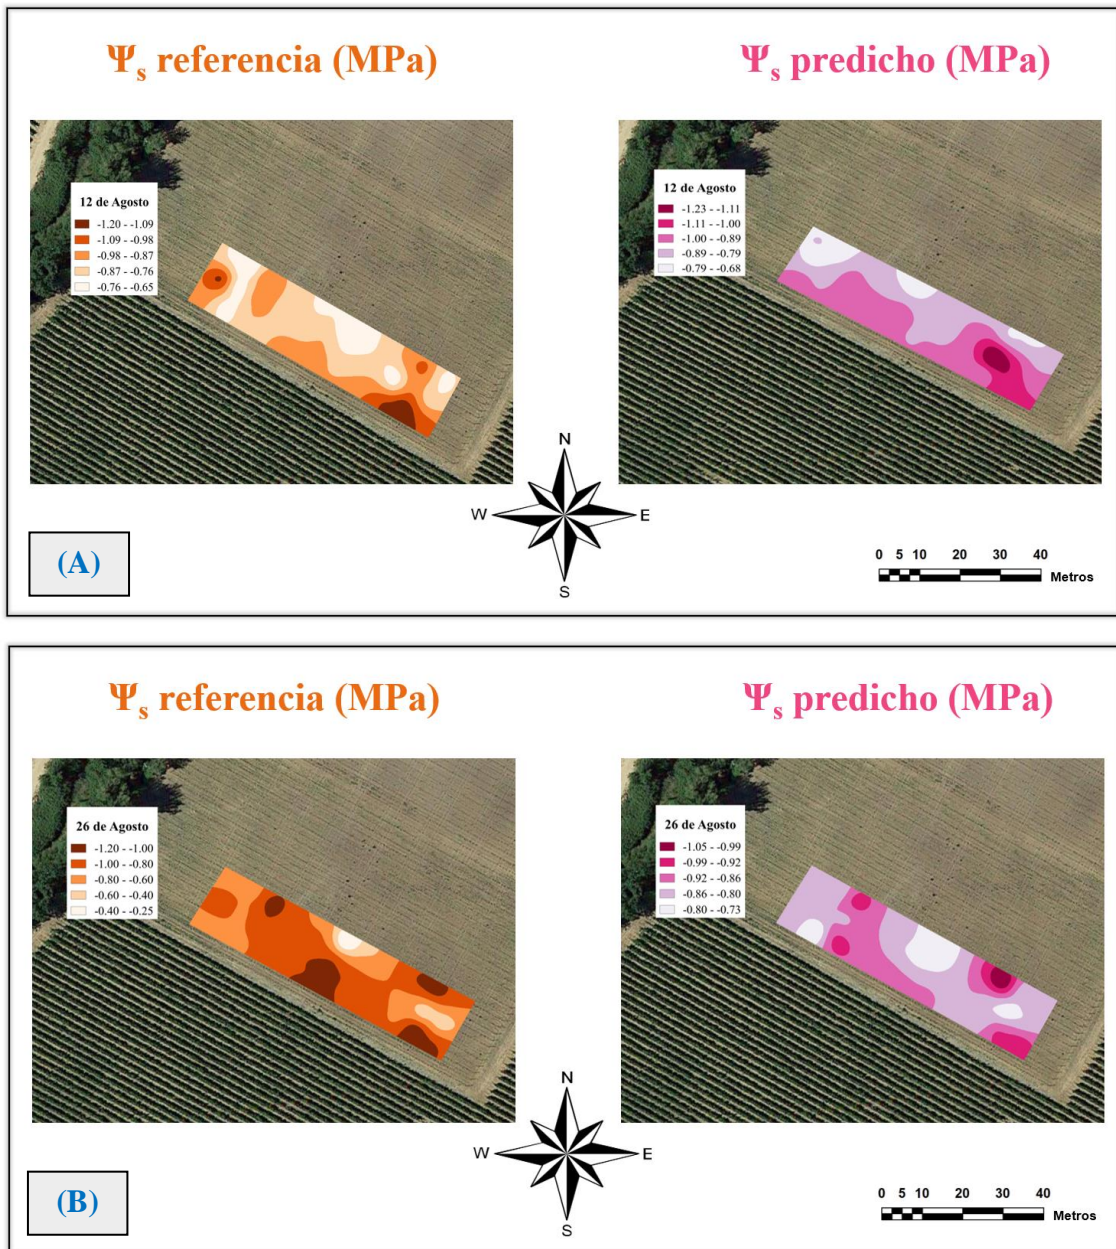 Ψs referencia (MPa)
Ψs predicho (MPa)
12 de Agosto
-1.20 - -1.09
-1.09 - -0.98
-0.98 - -0.87
-0.87 - -0.76
-0.76 - -0.65
12 de Agosto
-1.23 - -1.11
-1.11 - -1.00
-1.00 - -0.89
-0.89 - -0.79
-0.79 - -0.68
N
W
E
S
(A)
0 5 10 20 30 40
Metros
Ψs referencia (MPa)
Ψs predicho (MPa)
26 de Agosto
-1.20 - -1.00
-1.00 - -0.80
-0.80 - -0.60
-0.60 - -0.40
-0.40 - -0.25
26 de Agosto
-1.05 - -0.99
-0.99 - -0.92
-0.92 - -0.86
-0.86 - -0.80
-0.80 - -0.73
N
W
E
S
(B)
0 5 10 20 30 40
Metros